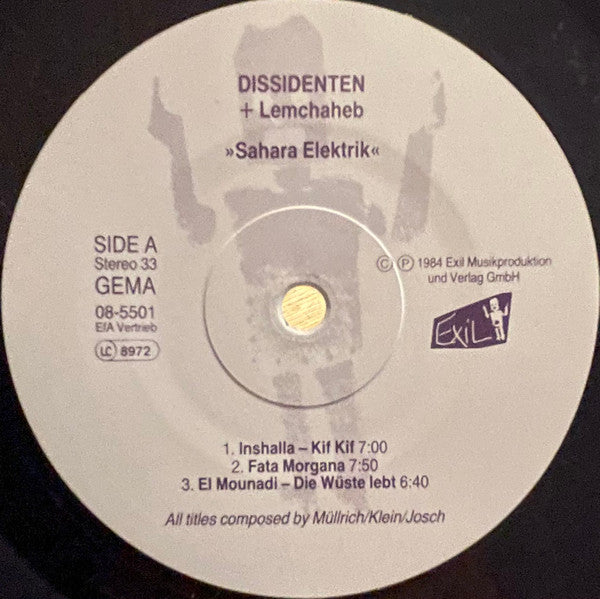 DISSIDENTEN
+ Lemchaheb
»Sahara Elektrik«
SIDE A
Stereo 33
GEMA
08-5501
EfA Vertrieb
LC 8972
© ℗ 1984 Exil Musikproduktion
und Verlag GmbH
EXIL
1. Inshalla – Kif Kif 7:00
2. Fata Morgana 7:50
3. El Mounadi – Die Wüste lebt 6:40
All titles composed by Müllrich/Klein/Josch